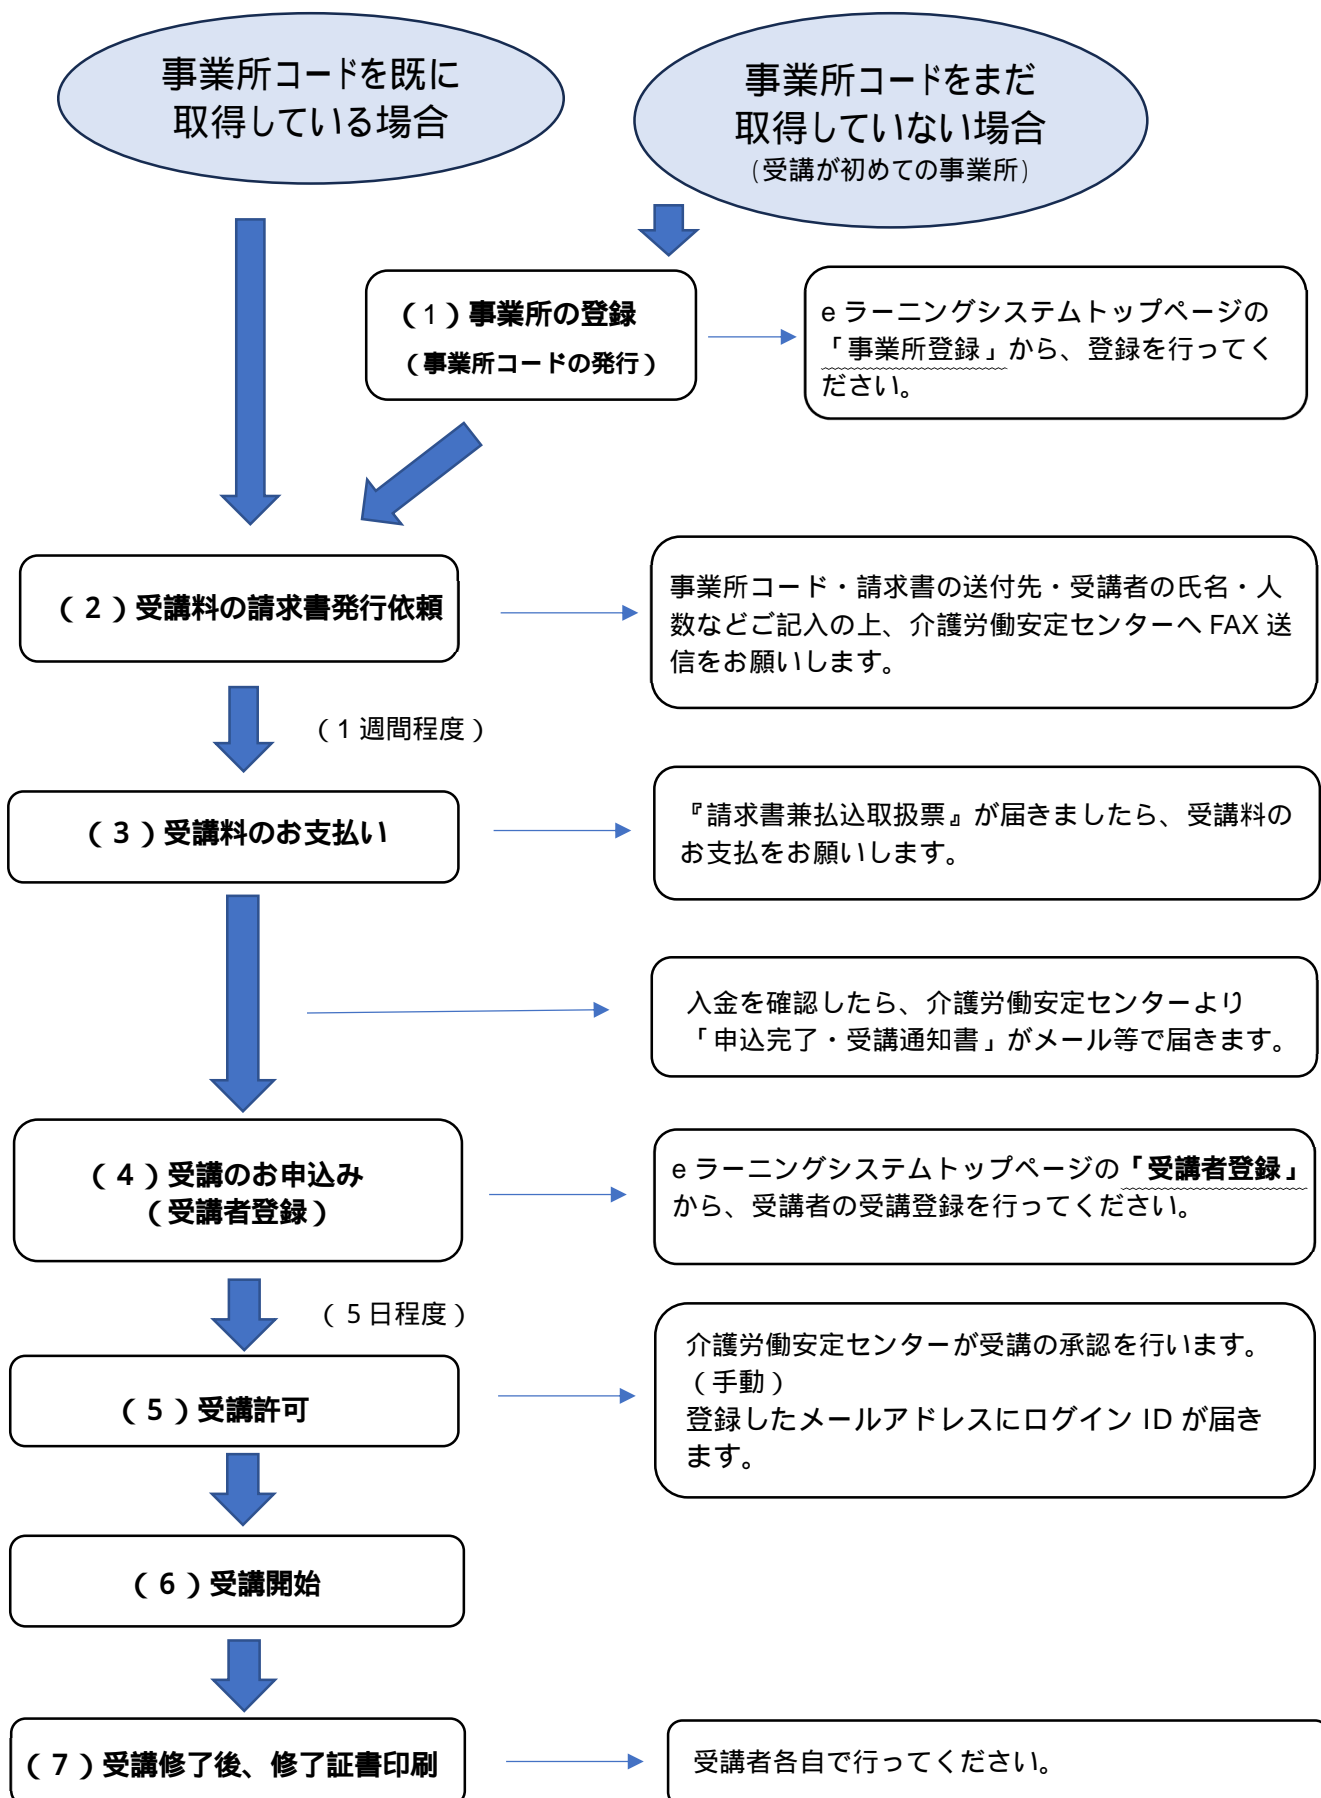 事業所コードを既に
取得している場合
事業所コードをまだ
取得していない場合
（受講が初めての事業所）
（1）事業所の登録
（事業所コードの発行）
e ラーニングシステムトップページの
「事業所登録」から、登録を行ってく
ださい。
（2）受講料の請求書発行依頼
事業所コード・請求書の送付先・受講者の氏名・人
数などご記入の上、介護労働安定センターへ FAX 送
信をお願いします。
（1 週間程度）
（3）受講料のお支払い
『請求書兼払込取扱票』が届きましたら、受講料の
お支払をお願いします。
入金を確認したら、介護労働安定センターより
「申込完了・受講通知書」がメール等で届きます。
（4）受講のお申込み
（受講者登録）
e ラーニングシステムトップページの「受講者登録」
から、受講者の受講登録を行ってください。
（5日程度）
（5）受講許可
介護労働安定センターが受講の承認を行います。
（手動）
登録したメールアドレスにログイン ID が届き
ます。
（6）受講開始
（7）受講修了後、修了証書印刷
受講者各自で行ってください。